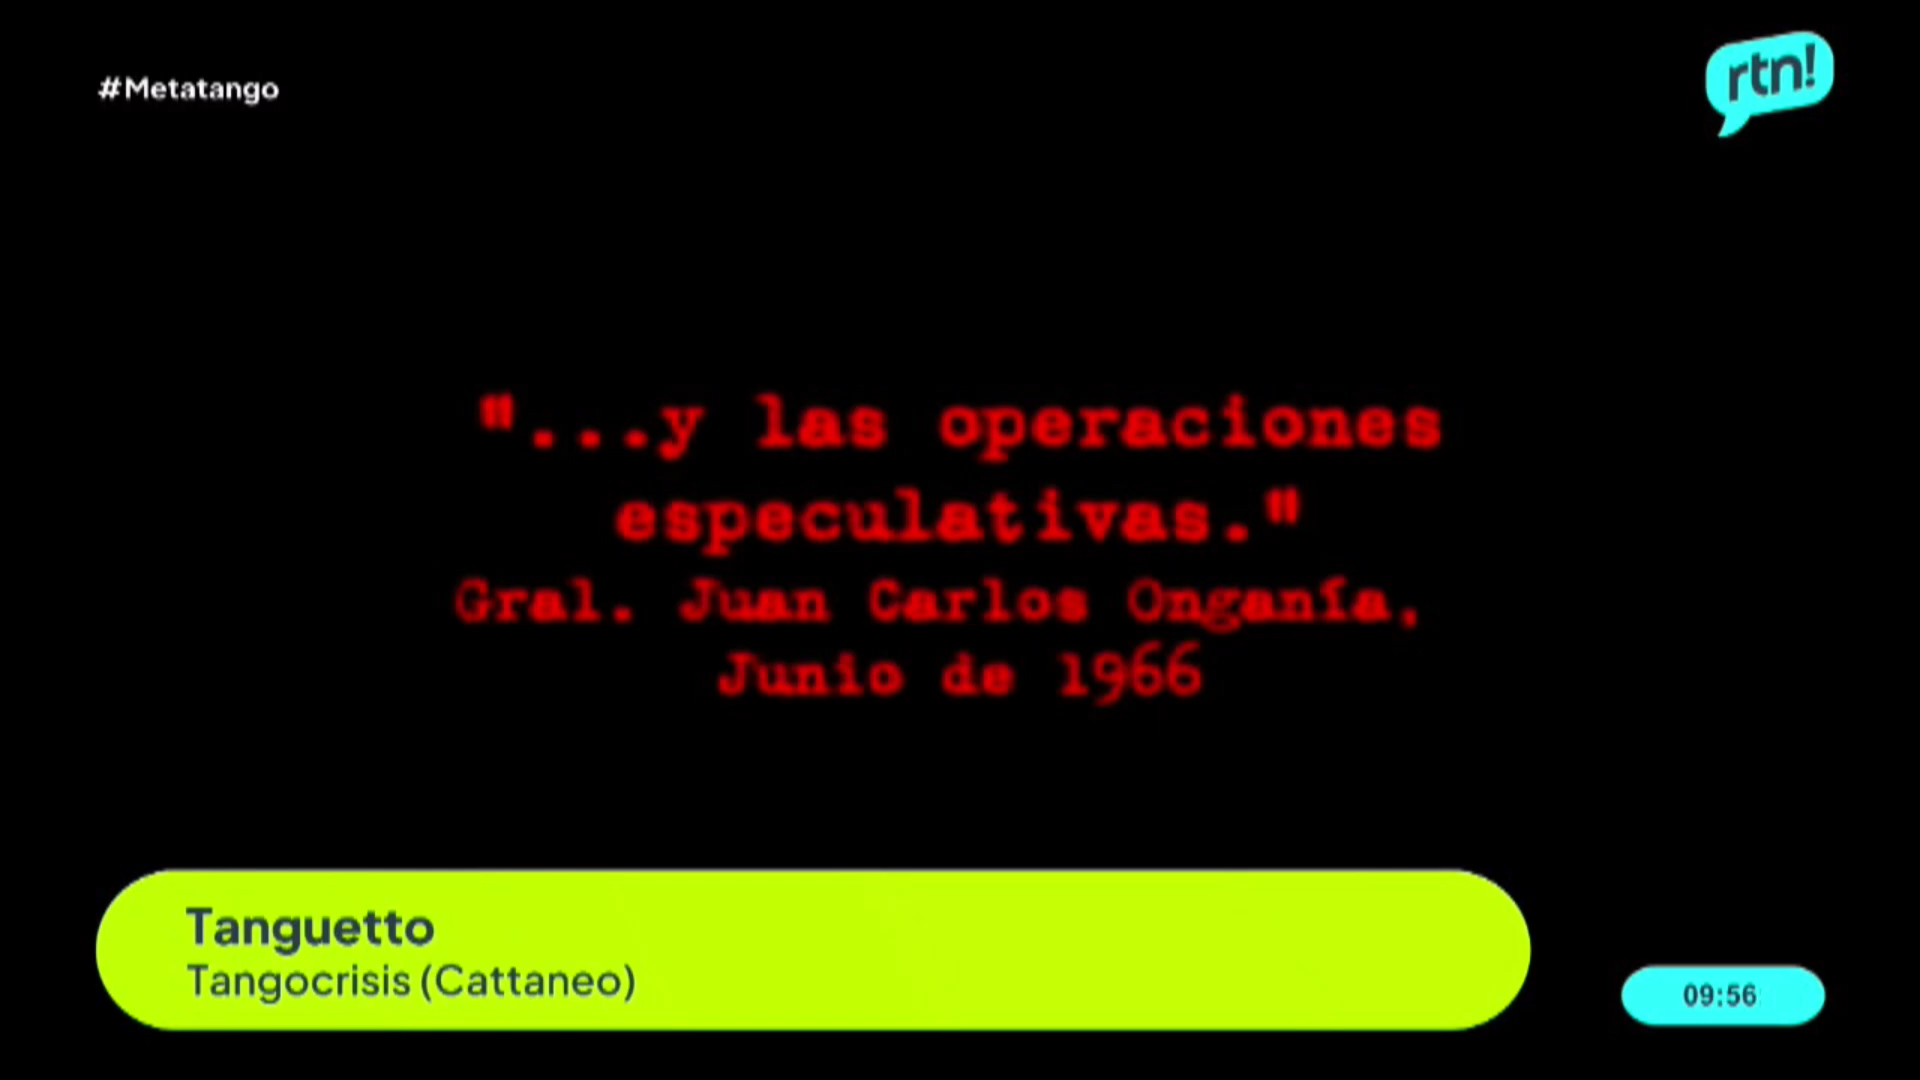 #Metatango
rtn!
"...y las operaciones
especulativas."
Gral. Juan Carlos Onganía,
Junio de 1966
Tanguetto
Tangocrisis (Cattaneo)
09:56